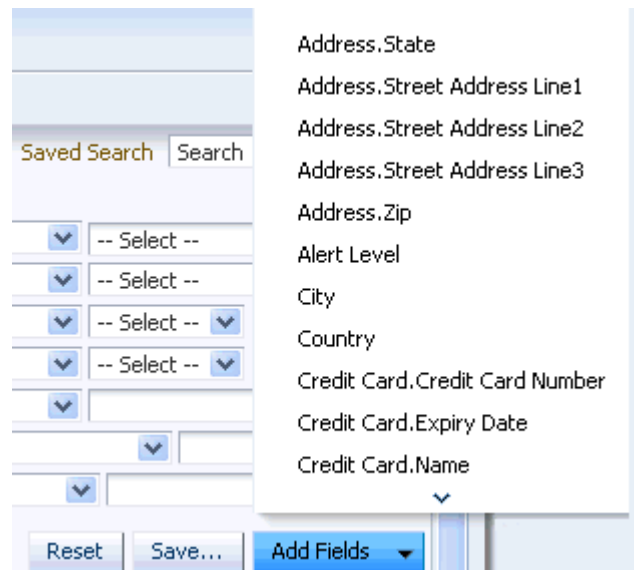 Address.State
Address.Street Address Line1
Address.Street Address Line2
Address.Street Address Line3
Address.Zip
Alert Level
City
Country
Credit Card.Credit Card Number
Credit Card.Expiry Date
Credit Card.Name
Saved Search Search
-- Select --
-- Select --
-- Select --
-- Select --
Reset Save... Add Fields